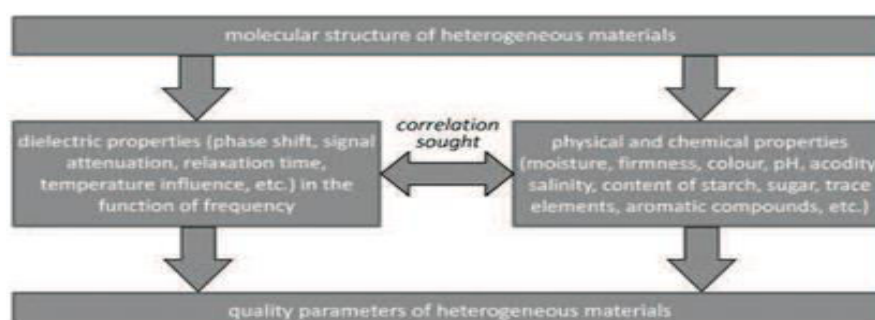 molecular structure of heterogeneous materials
dielectric properties (phase shift, signal
attenuation, relaxation time,
temperature influence, etc.) in the
function of frequency
correlation
sought
physical and chemical properties
(moisture, firmness, colour, pH, acodity
salinity, content of starch, sugar, trace
elements, aromatic compounds, etc.)
quality parameters of heterogeneous materials